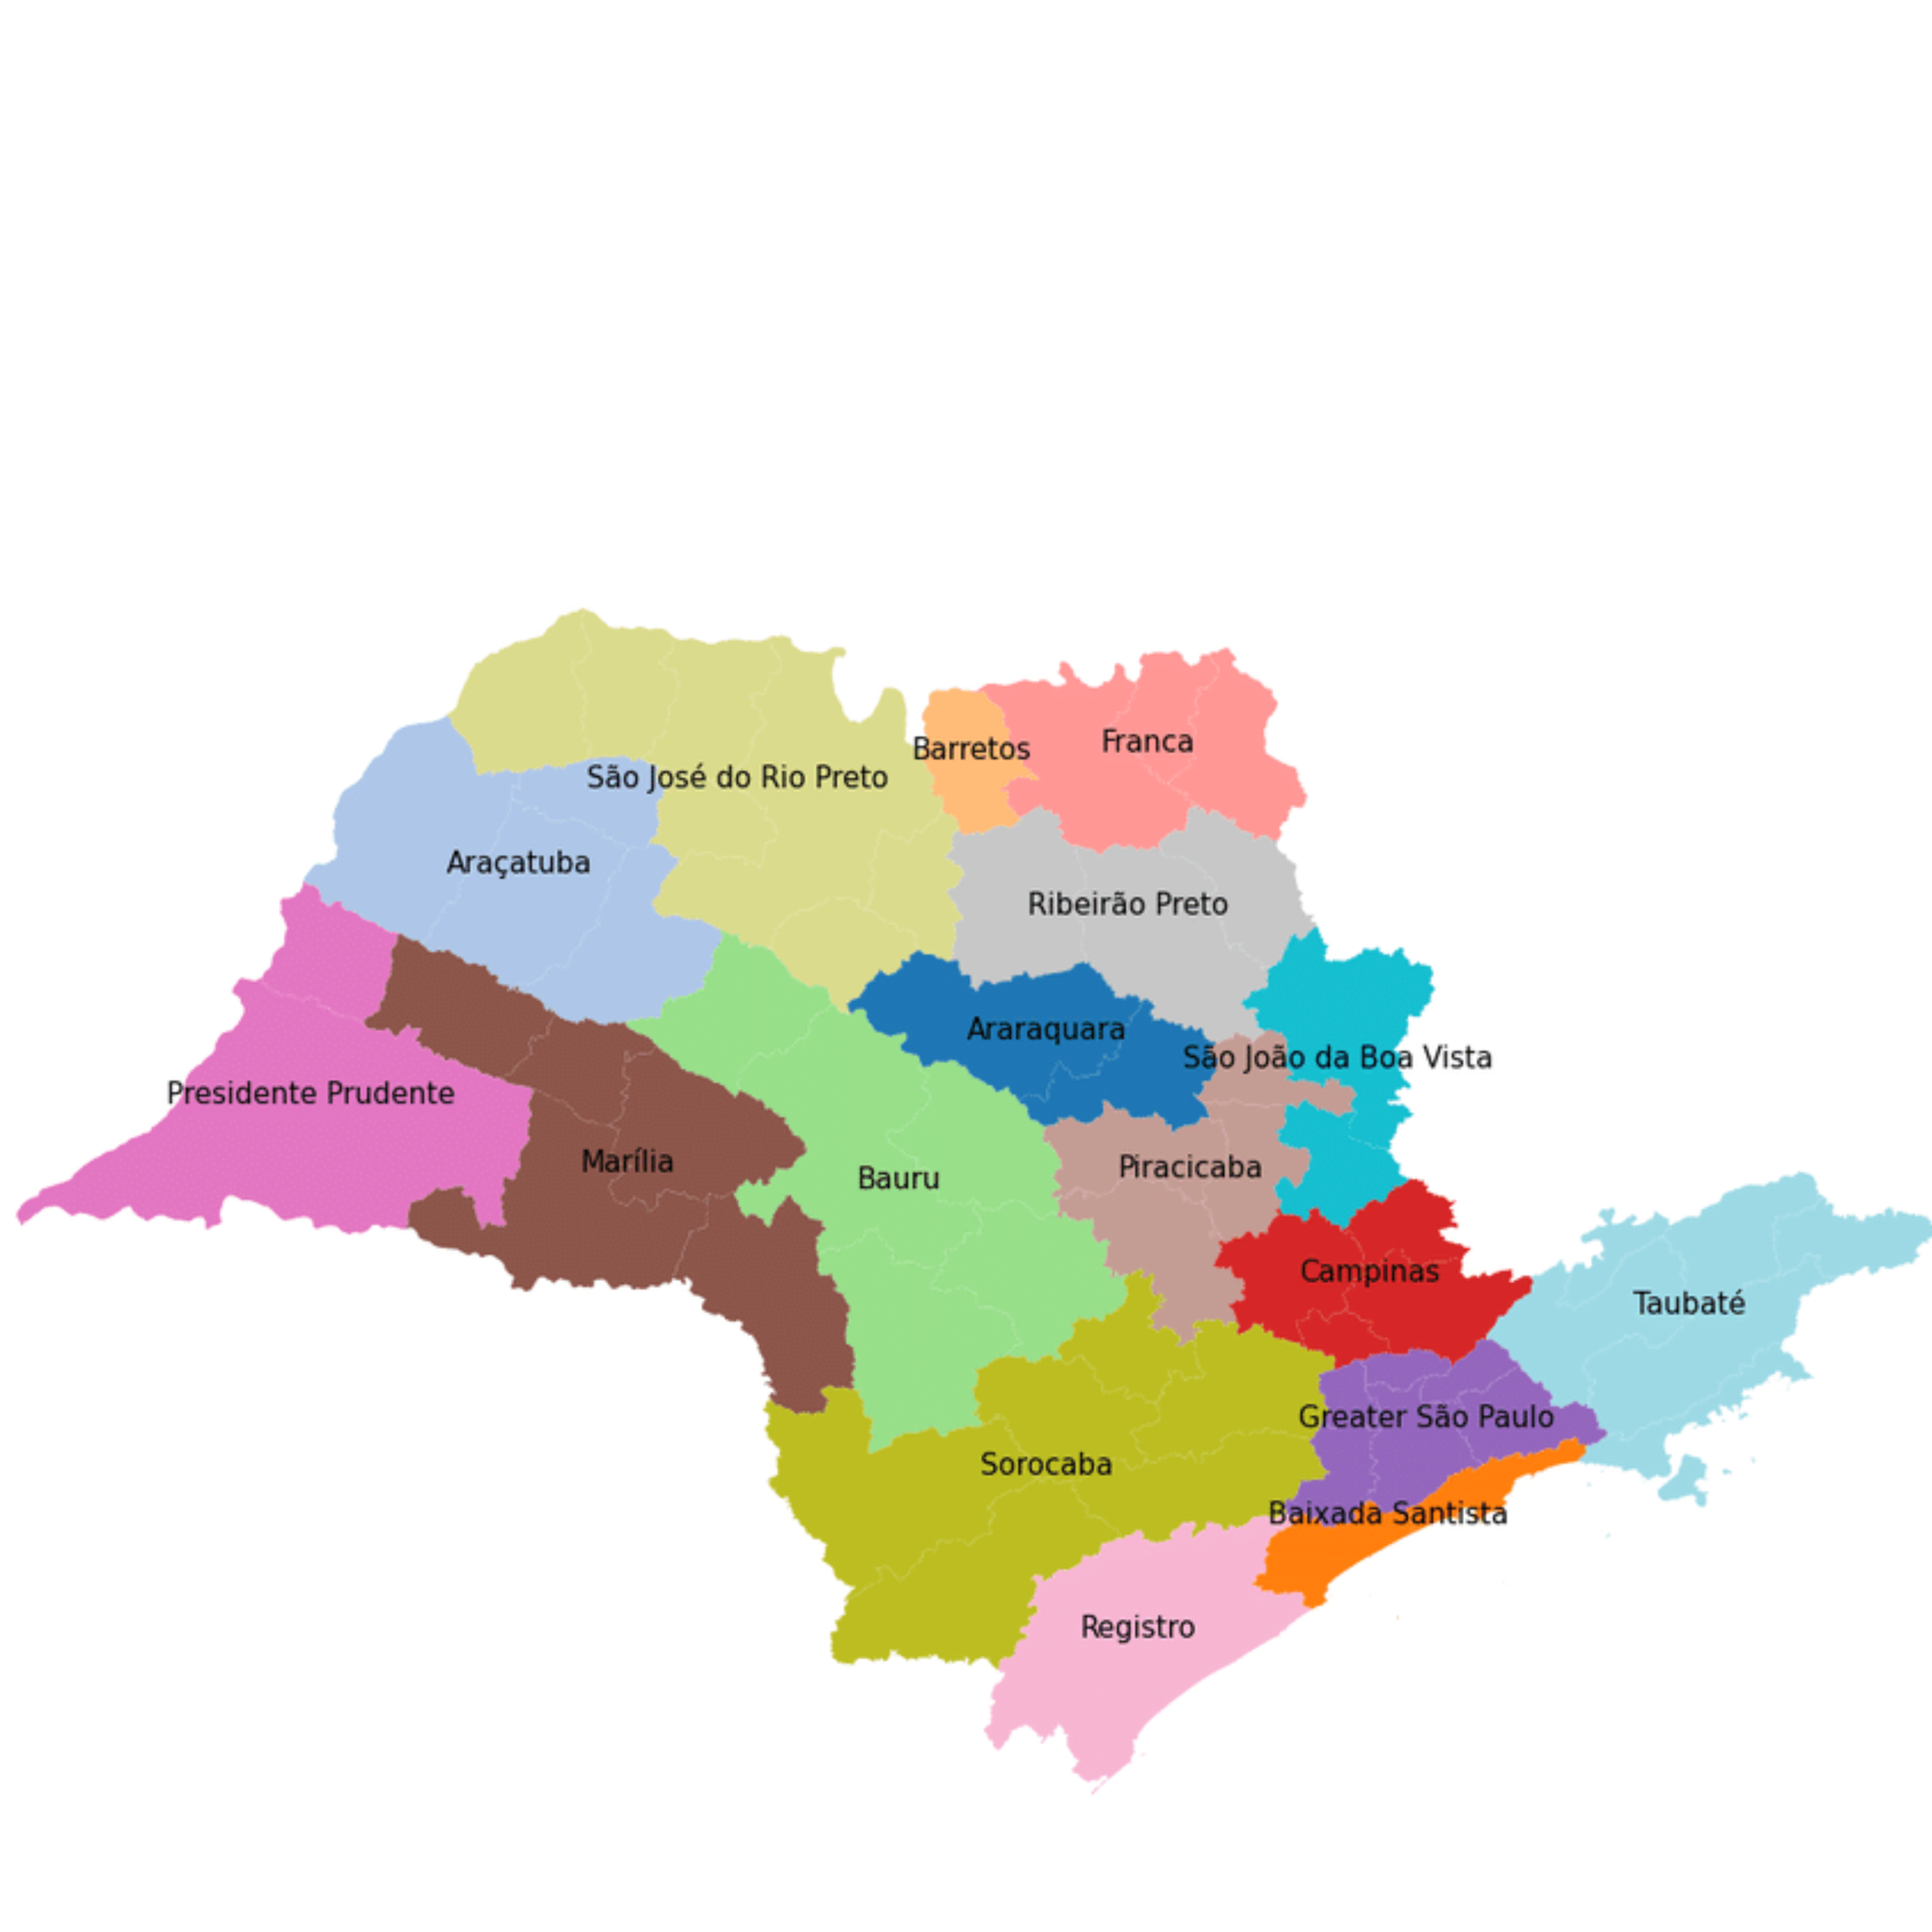 Franca
Barretos
São José do Rio Preto
Araçatuba
Ribeirão Preto
Araraquara
São João da Boa Vista
Presidente Prudente
Marília
Piracicaba
Bauru
Campinas
Taubaté
Greater São Paulo
Sorocaba
Baixada Santista
Registro